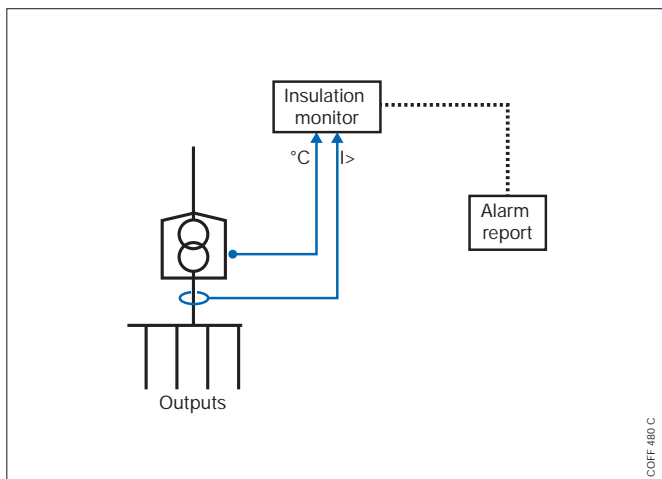 Insulation
monitor
°C
I>
Alarm
report
Outputs
COFF 480 C